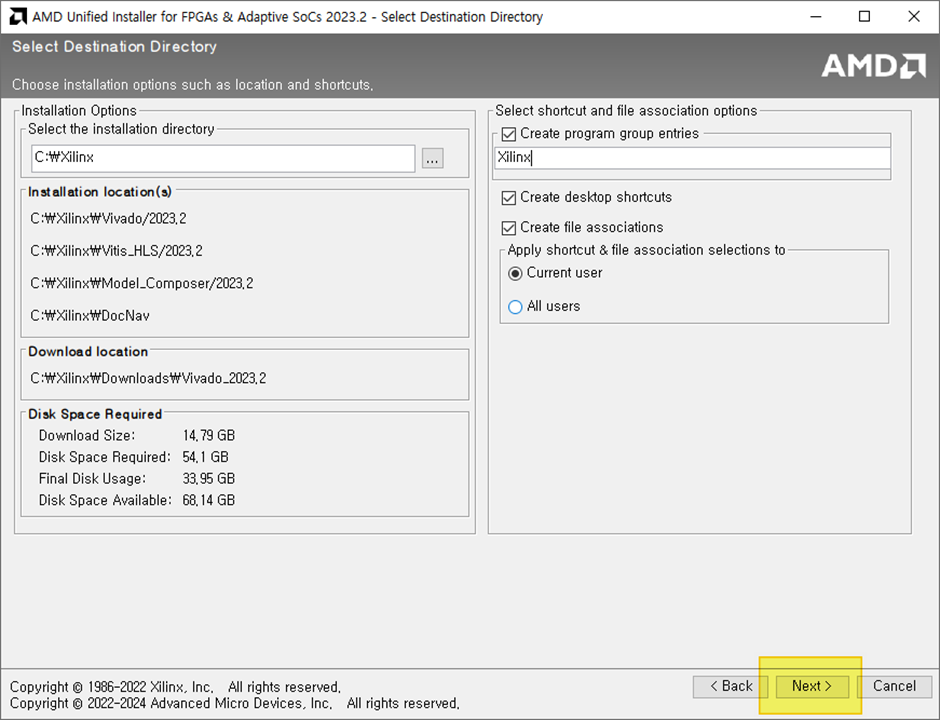 AMD Unified Installer for FPGAs & Adaptive SoCs 2023.2 - Select Destination Directory
Select Destination Directory
AMD
Choose installation options such as location and shortcuts.
Installation Options
Select the installation directory
C:₩Xilinx
...
Installation location(s)
C:₩Xilinx₩Vivado/2023.2
C:₩Xilinx₩Vitis_HLS/2023.2
C:₩Xilinx₩Model_Composer/2023.2
C:₩Xilinx₩DocNav
Download location
C:₩Xilinx₩Downloads₩Vivado_2023.2
Disk Space Required
Download Size: 14.79 GB
Disk Space Required: 54.1 GB
Final Disk Usage: 33.95 GB
Disk Space Available: 68.14 GB
Select shortcut and file association options
Create program group entries
Xilinx
Create desktop shortcuts
Create file associations
Apply shortcut & file association selections to
Current user
All users
Copyright © 1986-2022 Xilinx, Inc. All rights reserved.
Copyright © 2022-2024 Advanced Micro Devices, Inc. All rights reserved.
< Back
Next >
Cancel